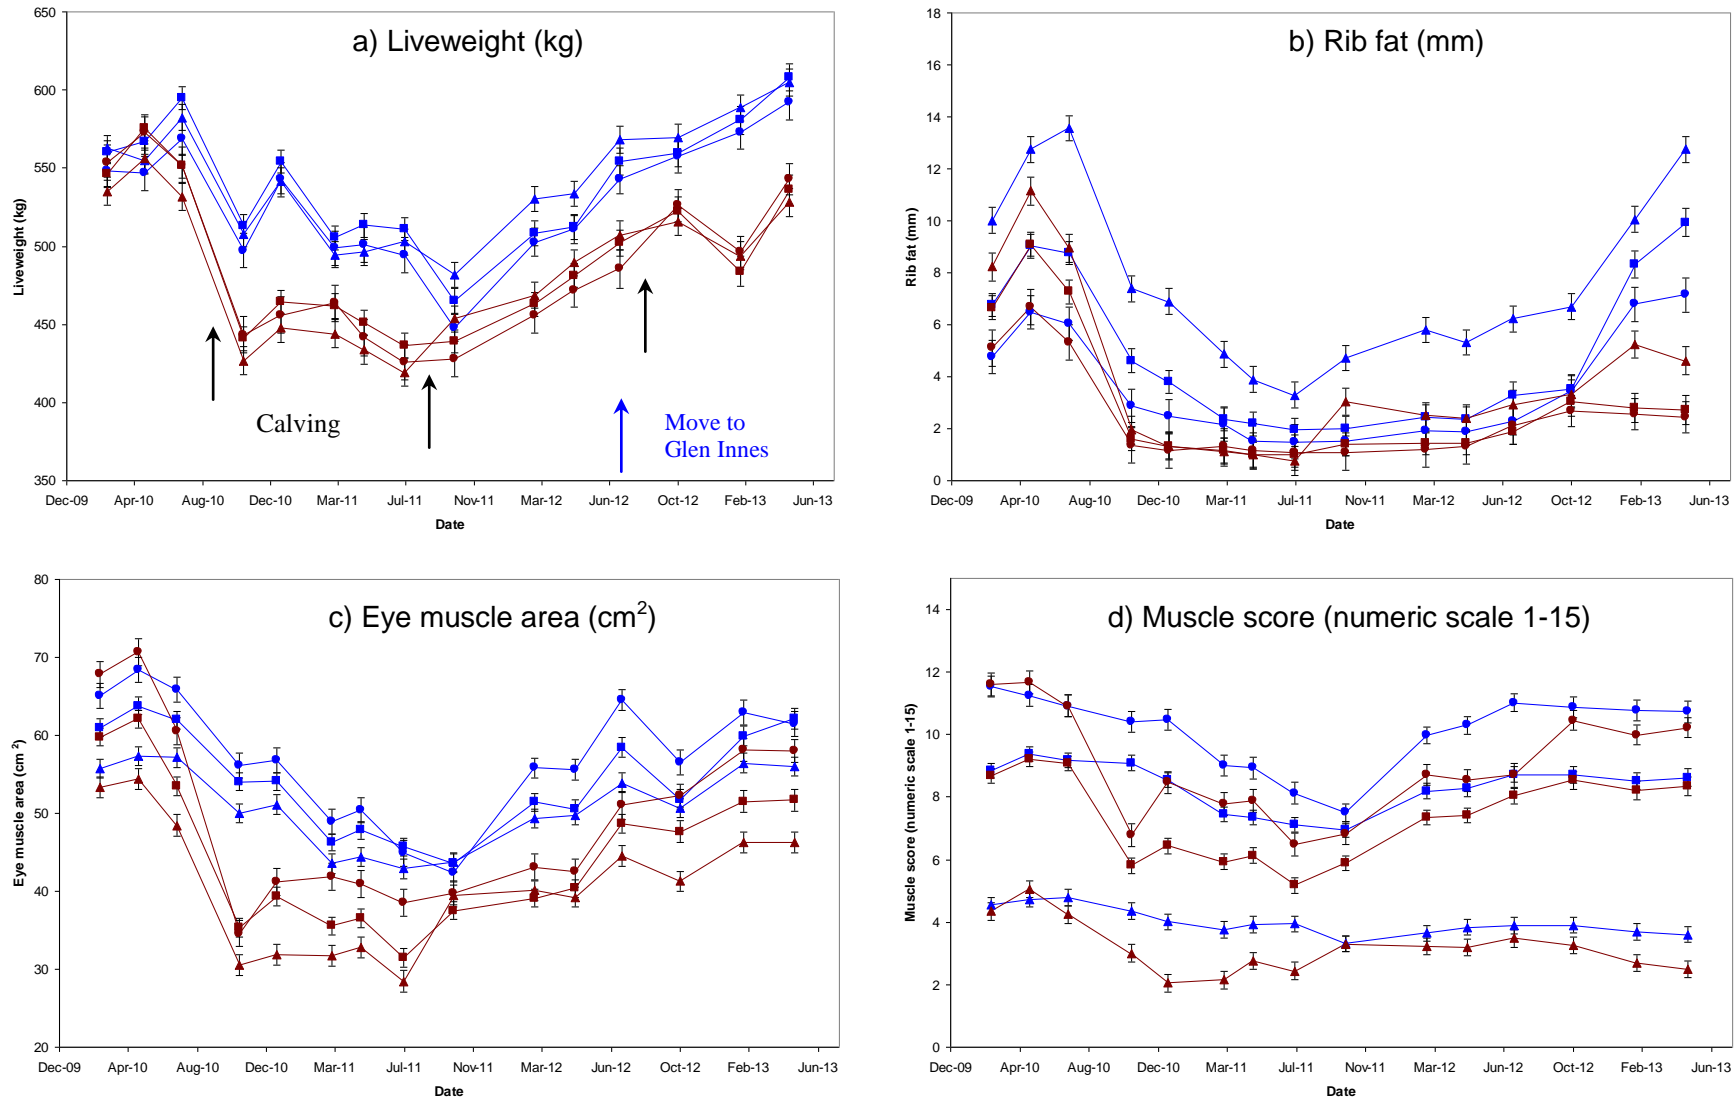 a) Liveweight (kg)
650
600
550
500
450
400
350
Liveweight (kg)
Calving
Move to
Glen Innes
Dec-09 Apr-10 Aug-10 Dec-10 Mar-11 Jul-11 Nov-11 Mar-12 Jun-12 Oct-12 Feb-13 Jun-13
Date
b) Rib fat (mm)
18
16
14
12
10
8
6
4
2
0
Rib fat (mm)
Dec-09 Apr-10 Aug-10 Dec-10 Mar-11 Jul-11 Nov-11 Mar-12 Jun-12 Oct-12 Feb-13 Jun-13
Date
c) Eye muscle area (cm²)
80
70
60
50
40
30
20
Eye muscle area (cm²)
Dec-09 Apr-10 Aug-10 Dec-10 Mar-11 Jul-11 Nov-11 Mar-12 Jun-12 Oct-12 Feb-13 Jun-13
Date
d) Muscle score (numeric scale 1-15)
14
12
10
8
6
4
2
0
Muscle score (numeric scale 1-15)
Dec-09 Apr-10 Aug-10 Dec-10 Mar-11 Jul-11 Nov-11 Mar-12 Jun-12 Oct-12 Feb-13 Jun-13
Date